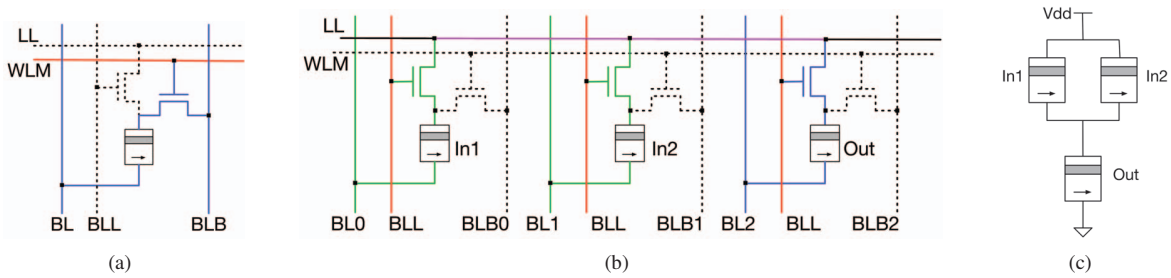 LL
WLM
BL BLL BLB
(a)
LL
WLM
In1 In2 Out
BL0 BLL BLB0 BL1 BLL BLB1 BL2 BLL BLB2
(b)
Vdd
In1 In2
Out
(c)